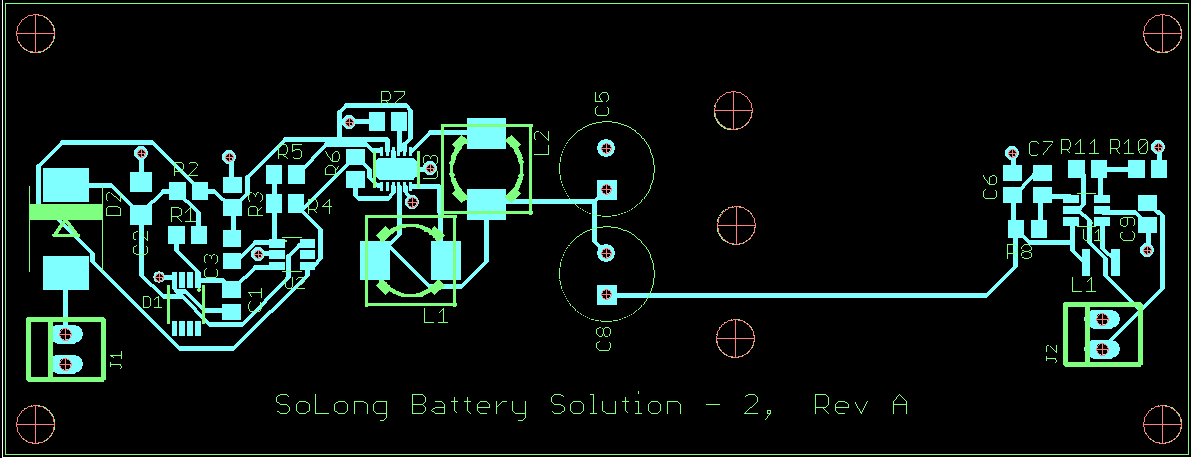 C5
R7
L2
R5
R6
U3
R2
R11
R10
C7
D2
R3
R4
C6
R1
C2
C9
U1
R8
C3
U2
L1
D1
C1
L1
C8
J1
J2
SoLong Battery Solution - 2, Rev A